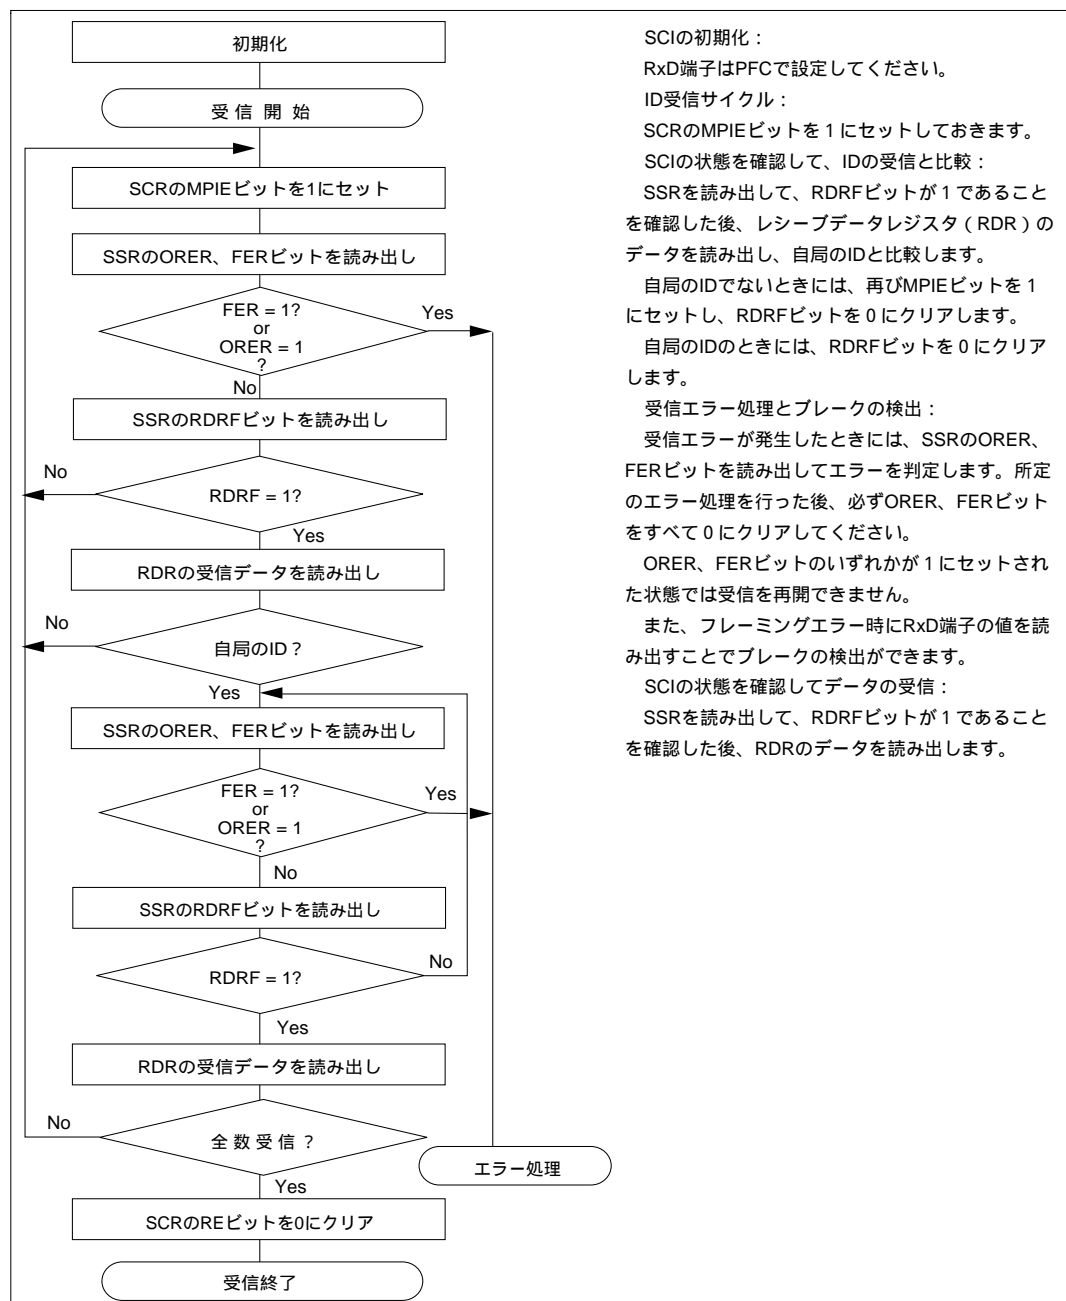 初期化
受信開始
SCRのMPIEビットを1にセット
SSRのORER、FERビットを読み出し
FER = 1?
or
ORER = 1
?
Yes
No
SSRのRDRFビットを読み出し
No
RDRF = 1?
Yes
RDRの受信データを読み出し
No
自局のID？
Yes
SSRのORER、FERビットを読み出し
FER = 1?
or
ORER = 1
?
Yes
No
SSRのRDRFビットを読み出し
RDRF = 1?
No
Yes
RDRの受信データを読み出し
No
全数受信？
エラー処理
Yes
SCRのREビットを0にクリア
受信終了
SCIの初期化：
RxD端子はPFCで設定してください。
ID受信サイクル：
SCRのMPIEビットを１にセットしておきます。
SCIの状態を確認して、IDの受信と比較：
SSRを読み出して、RDRFビットが１であること
を確認した後、レシーブデータレジスタ（RDR）の
データを読み出し、自局のIDと比較します。
自局のIDでないときには、再びMPIEビットを１
にセットし、RDRFビットを０にクリアします。
自局のIDのときには、RDRFビットを０にクリア
します。
受信エラー処理とブレークの検出：
受信エラーが発生したときには、SSRのORER、
FERビットを読み出してエラーを判定します。所定
のエラー処理を行った後、必ずORER、FERビット
をすべて０にクリアしてください。
ORER、FERビットのいずれかが１にセットされ
た状態では受信を再開できません。
また、フレーミングエラー時にRxD端子の値を読
み出すことでブレークの検出ができます。
SCIの状態を確認してデータの受信：
SSRを読み出して、RDRFビットが１であること
を確認した後、RDRのデータを読み出します。